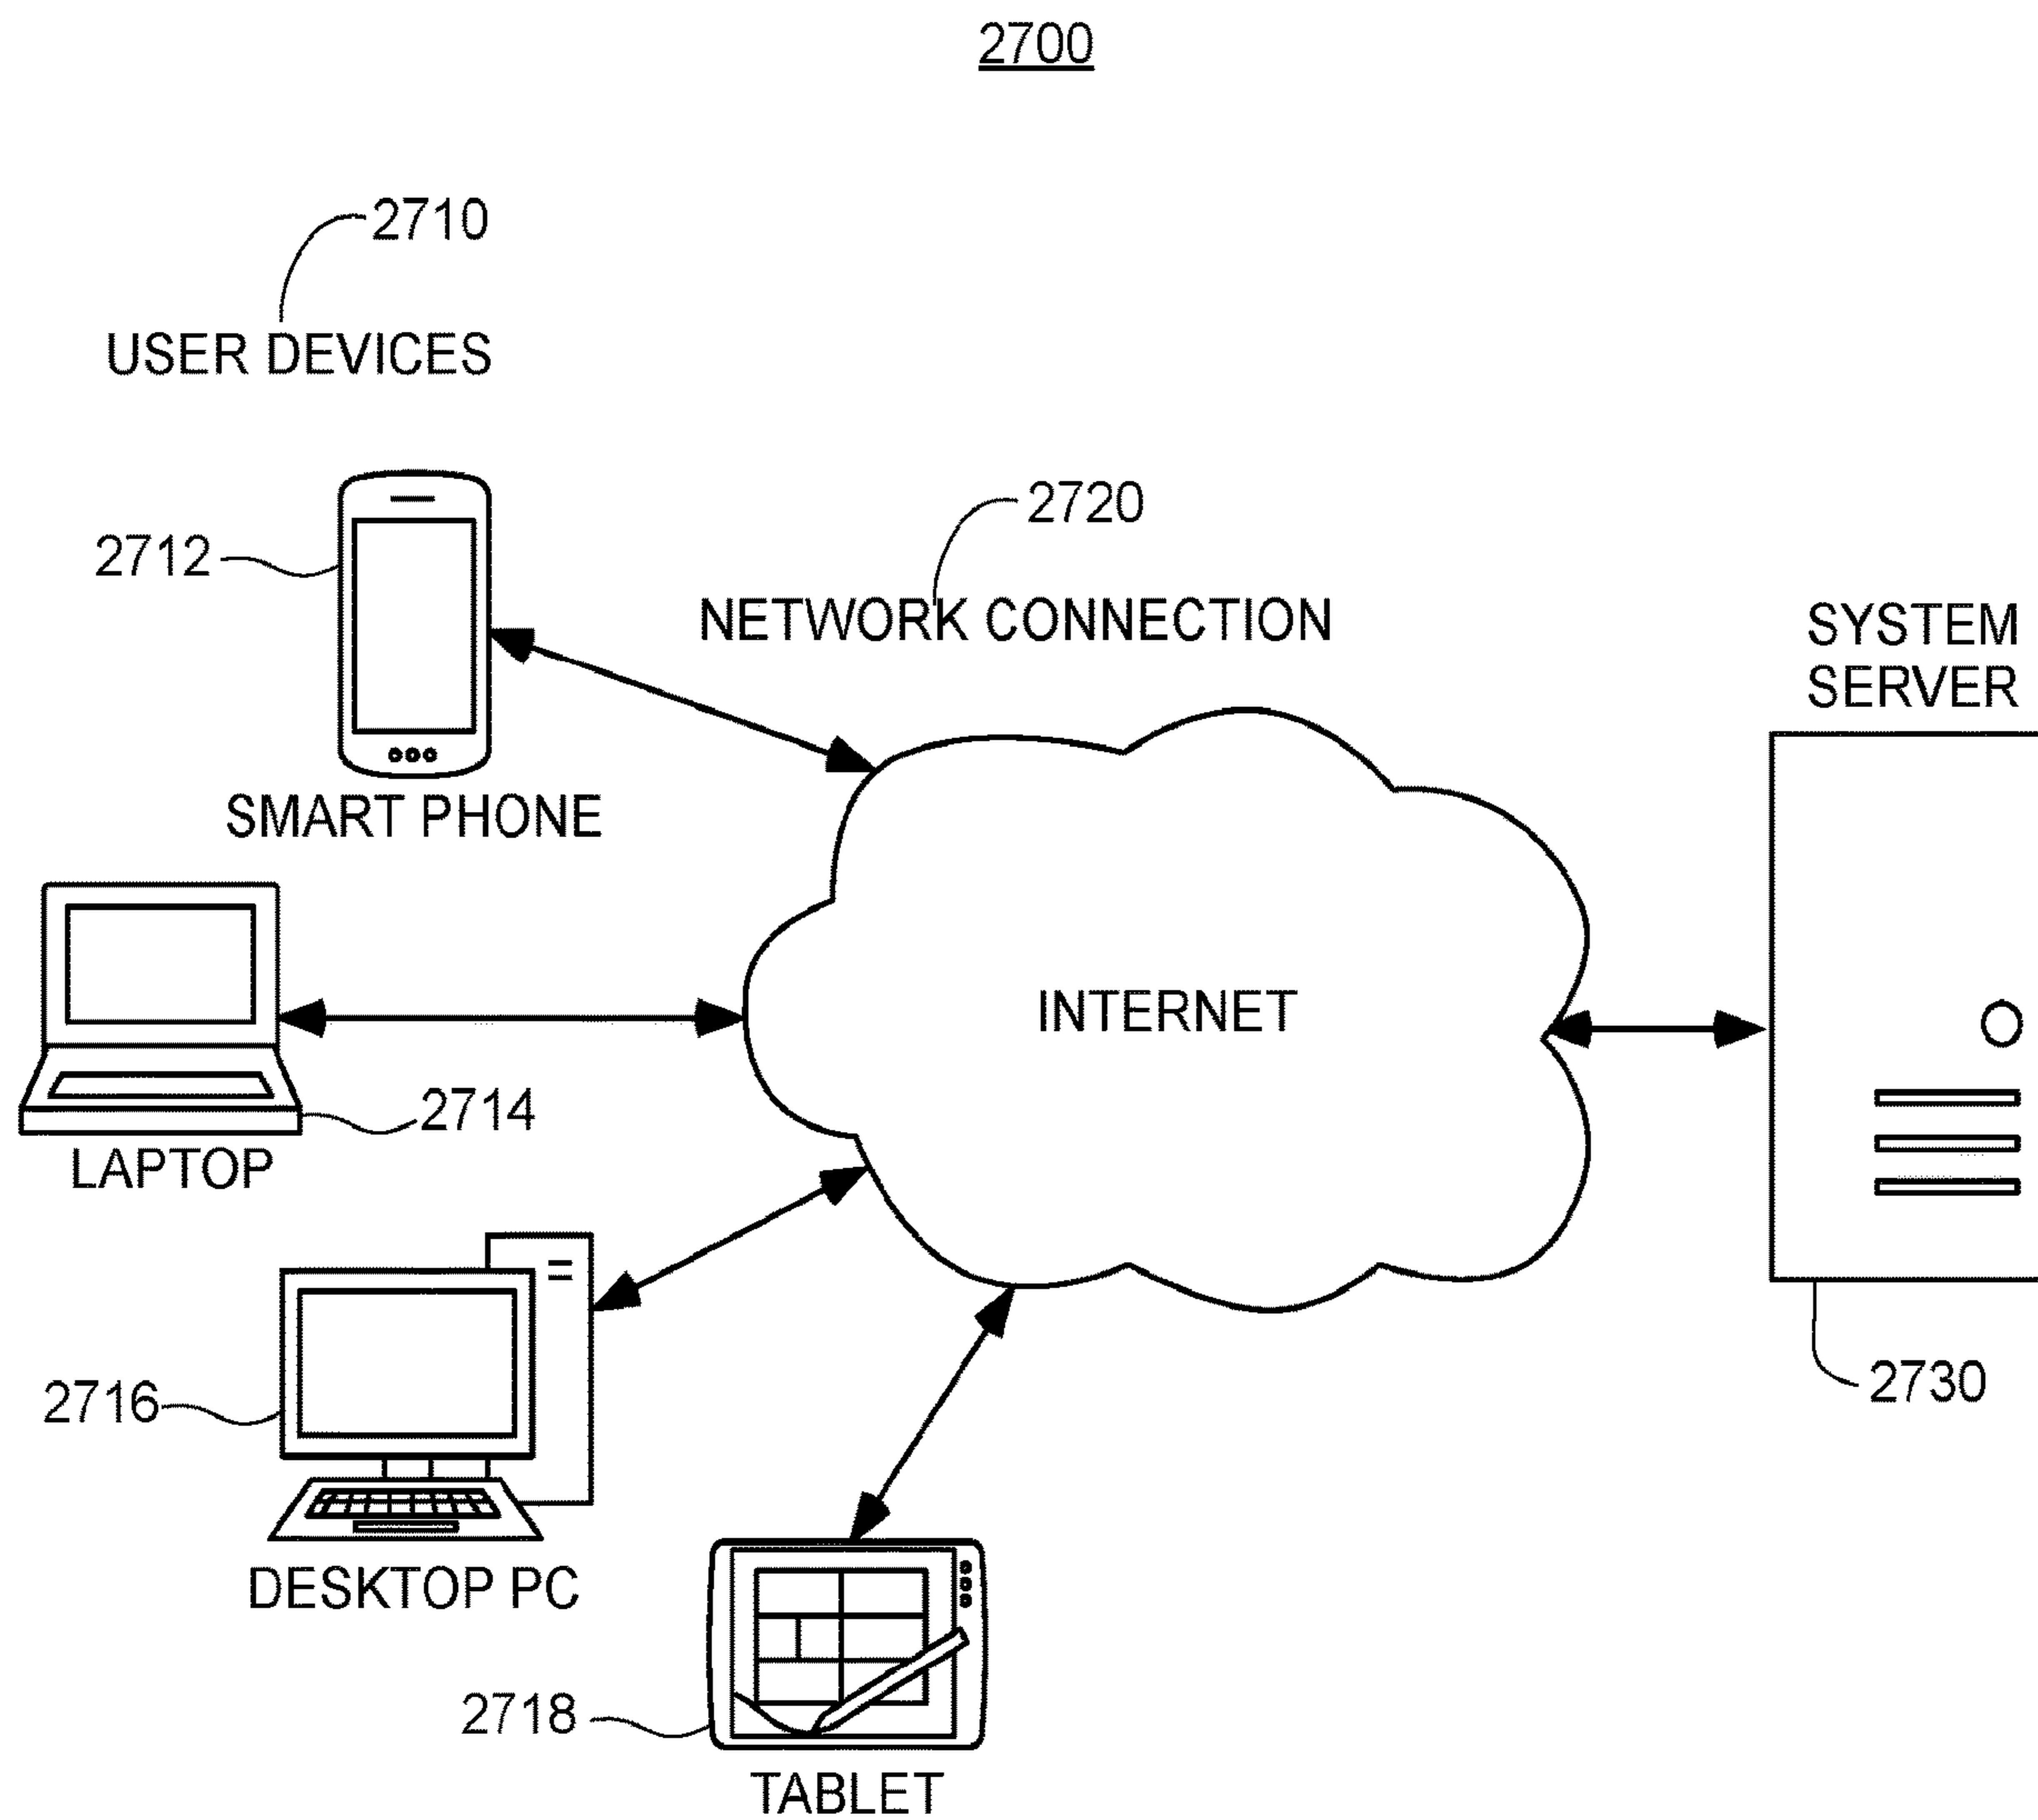 2700
2710
USER DEVICES
2720
2712
NETWORK CONNECTION
SYSTEM
SERVER
SMART PHONE
INTERNET
2714
LAPTOP
2716
2730
DESKTOP PC
2718
TABLET